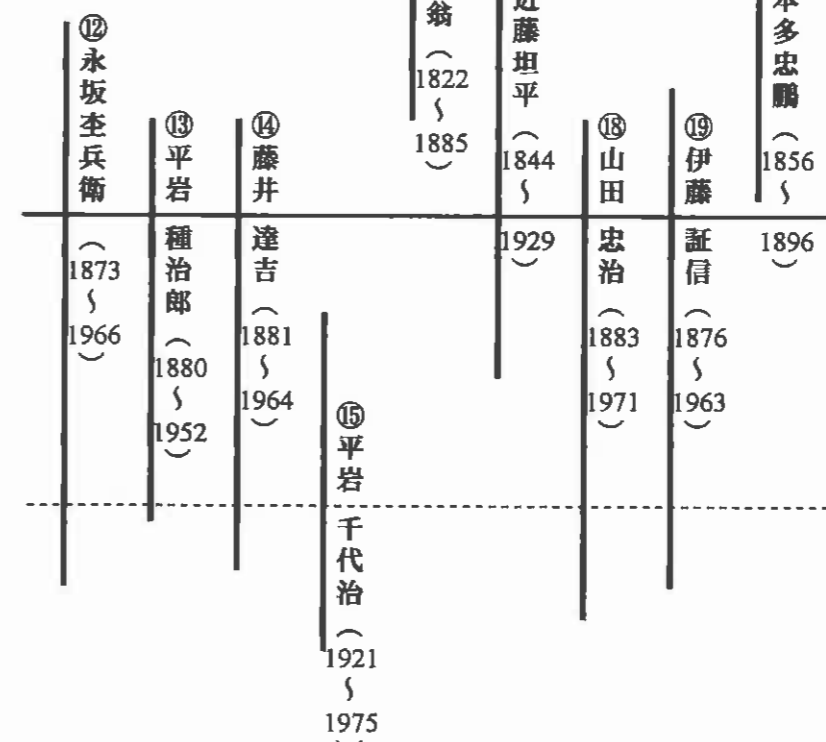 本多忠鵬（1856〜1896）
⑲伊藤 証信（1876〜1963）
⑱山田 忠治（1883〜1971）
近藤坦平（1844〜1929）
翁（1822〜1885）
⑮平岩 千代治（1921〜1975
⑭藤井 達吉（1881〜1964）
⑬平岩 種治郎（1880〜1952）
⑫永坂杢兵衛（1873〜1966）